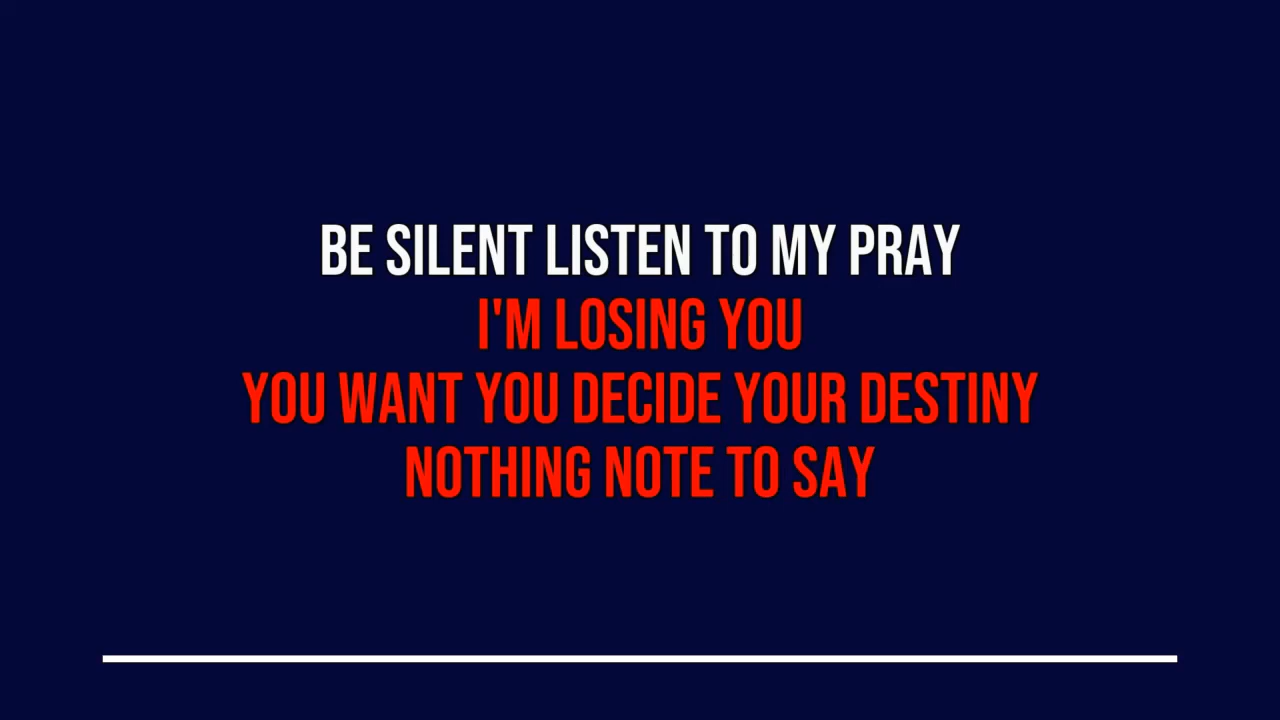 BE SILENT LISTEN TO MY PRAY
I'M LOSING YOU
YOU WANT YOU DECIDE YOUR DESTINY
NOTHING NOTE TO SAY